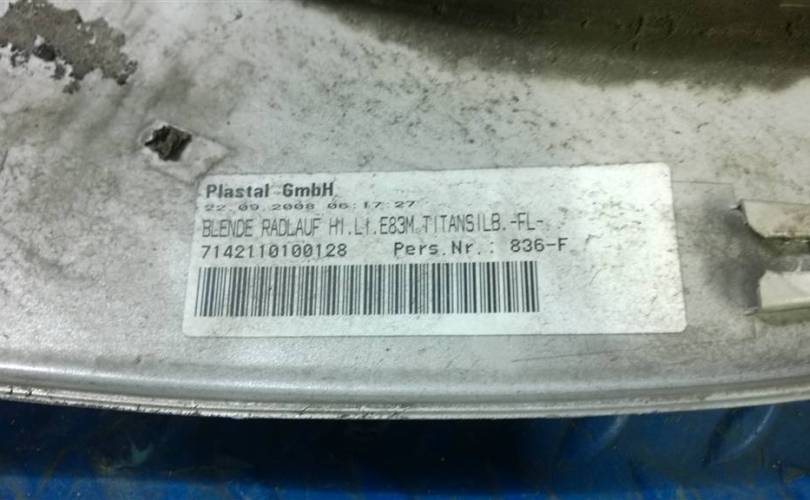 Plastal GmbH
22.09.2008 06:17:27
BLENDE RADLAUF HI.LI.E83M TITANSILB.-FL-
7142110100128 Pers.Nr.: 836-F